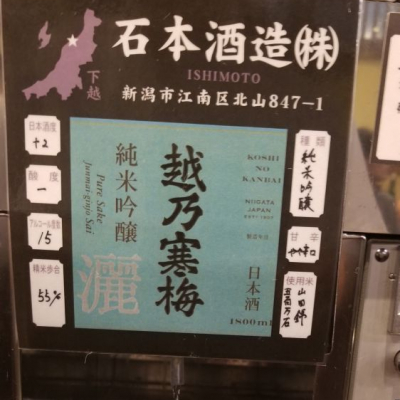 石本酒造㈱
ISHIMOTO
新潟市江南区北山847-1
下越
日本酒度
+2
酸度
一
アルコール度
15
精米歩合
55%
純米吟醸
Pure Sake
Junmai-ginjo Sai
灑
越乃寒梅
KOSHI
NO
KANBAI
NIIGATA
JAPAN
日本酒
1800ml
種類
純米吟醸
甘辛
やや辛口
使用米
山田錦
五百万石